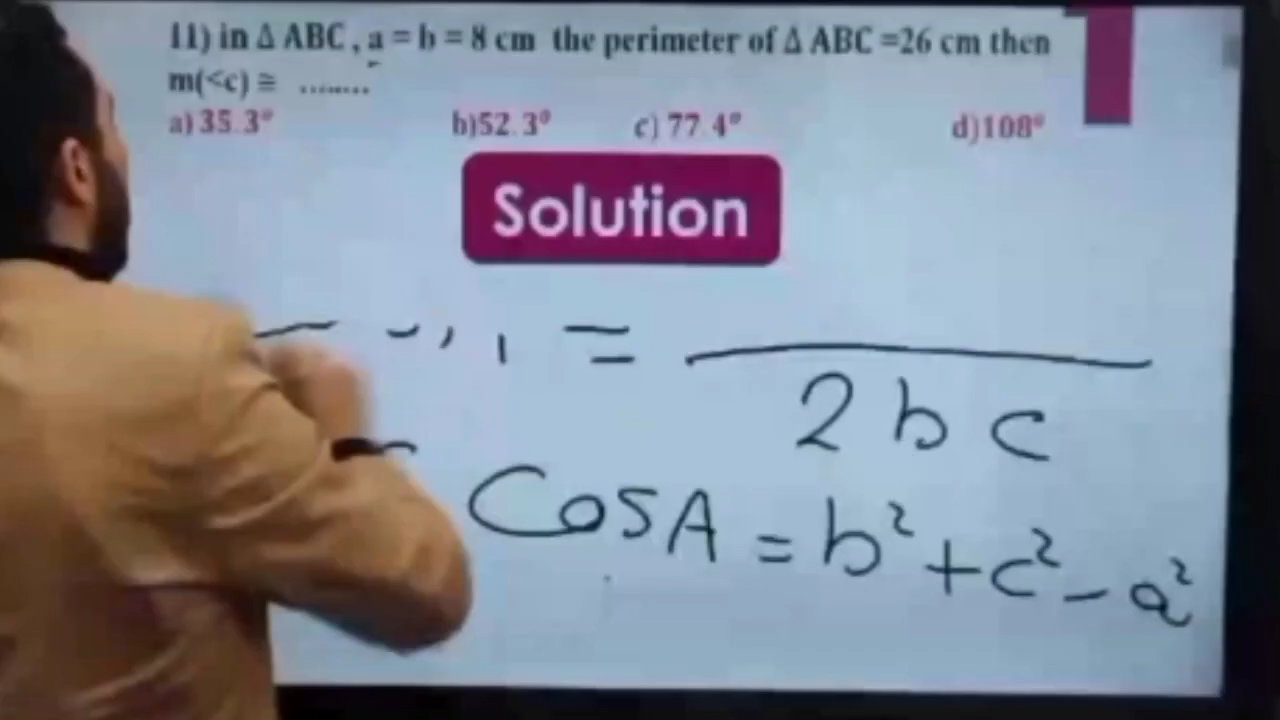 11) in Δ ABC , a = b = 8 cm the perimeter of Δ ABC =26 cm then
m(<c) ≅ ........
a) 35.3° b)52.3° c) 77.4° d)108°
Solution
=
2 b c
Cos A = b² + c² - a²